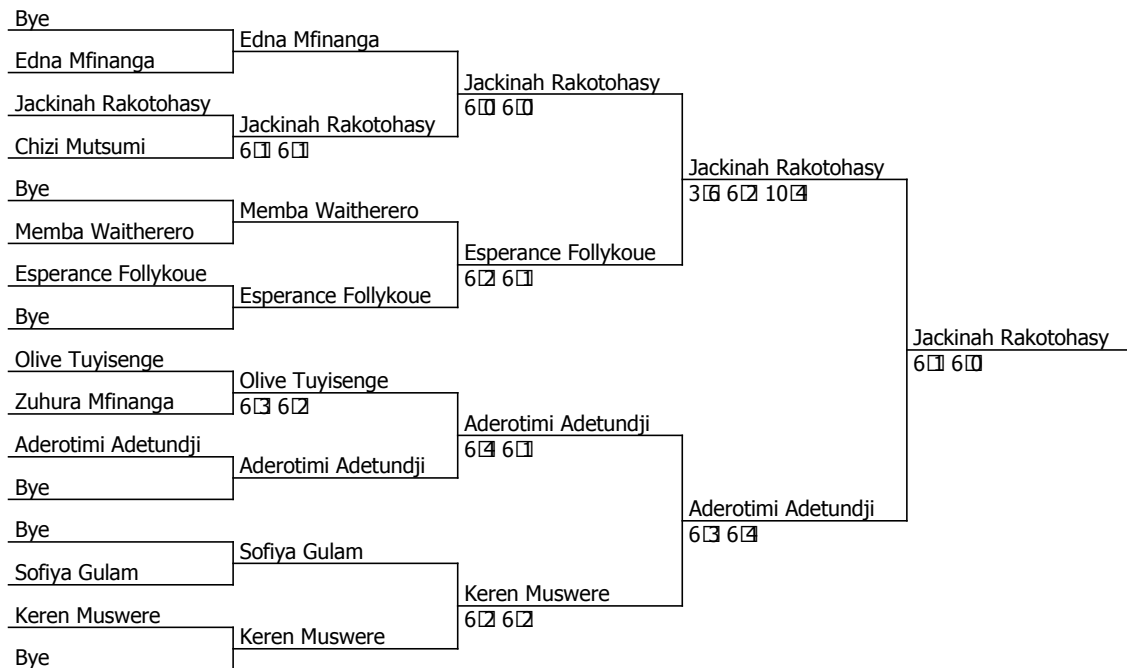 Bye
Edna Mfinanga
Edna Mfinanga
Jackinah Rakotohasy
6□0 6□0
Jackinah Rakotohasy
Jackinah Rakotohasy
6□1 6□1
Chizi Mutsumi
Jackinah Rakotohasy
3□6 6□2 10□4
Bye
Memba Waitherero
Memba Waitherero
Esperance Follykoue
6□2 6□1
Esperance Follykoue
Esperance Follykoue
Bye
Jackinah Rakotohasy
6□1 6□0
Olive Tuyisenge
Olive Tuyisenge
6□3 6□2
Zuhura Mfinanga
Aderotimi Adetundji
6□4 6□1
Aderotimi Adetundji
Aderotimi Adetundji
Bye
Aderotimi Adetundji
6□3 6□4
Bye
Sofiya Gulam
Sofiya Gulam
Keren Muswere
6□2 6□2
Keren Muswere
Keren Muswere
Bye